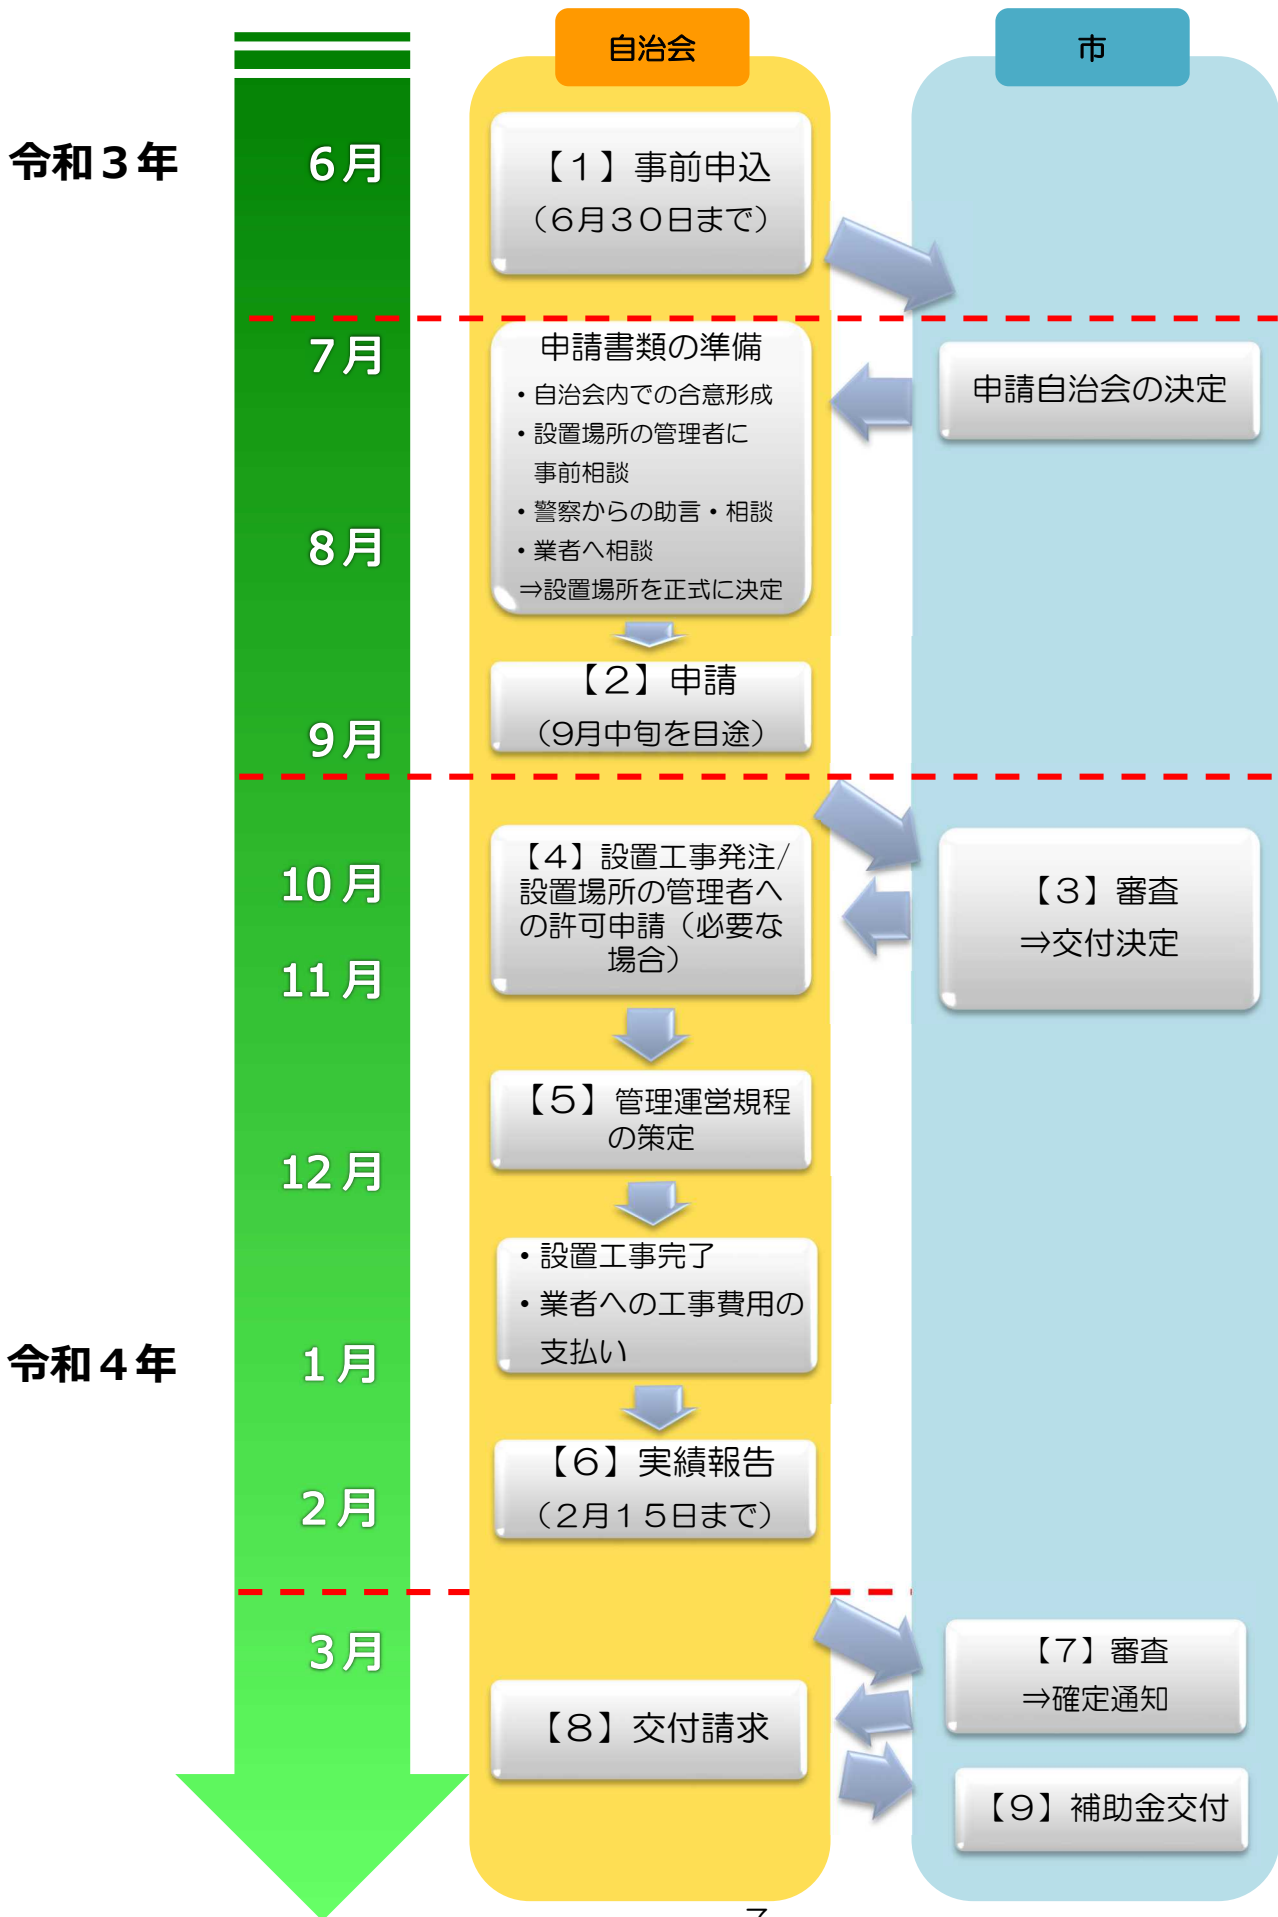 自治会
市
令和３年
6月
【１】事前申込
（６月３０日まで）
7月
申請書類の準備
・自治会内での合意形成
・設置場所の管理者に
事前相談
・警察からの助言・相談
・業者へ相談
⇒設置場所を正式に決定
申請自治会の決定
8月
【２】申請
（９月中旬を目途）
9月
10月
【４】設置工事発注/
設置場所の管理者へ
の許可申請（必要な
場合）
【３】審査
⇒交付決定
11月
【５】管理運営規程
の策定
12月
・設置工事完了
・業者への工事費用の
支払い
令和４年
1月
【６】実績報告
（２月１５日まで）
2月
3月
【７】審査
⇒確定通知
【８】交付請求
【９】補助金交付